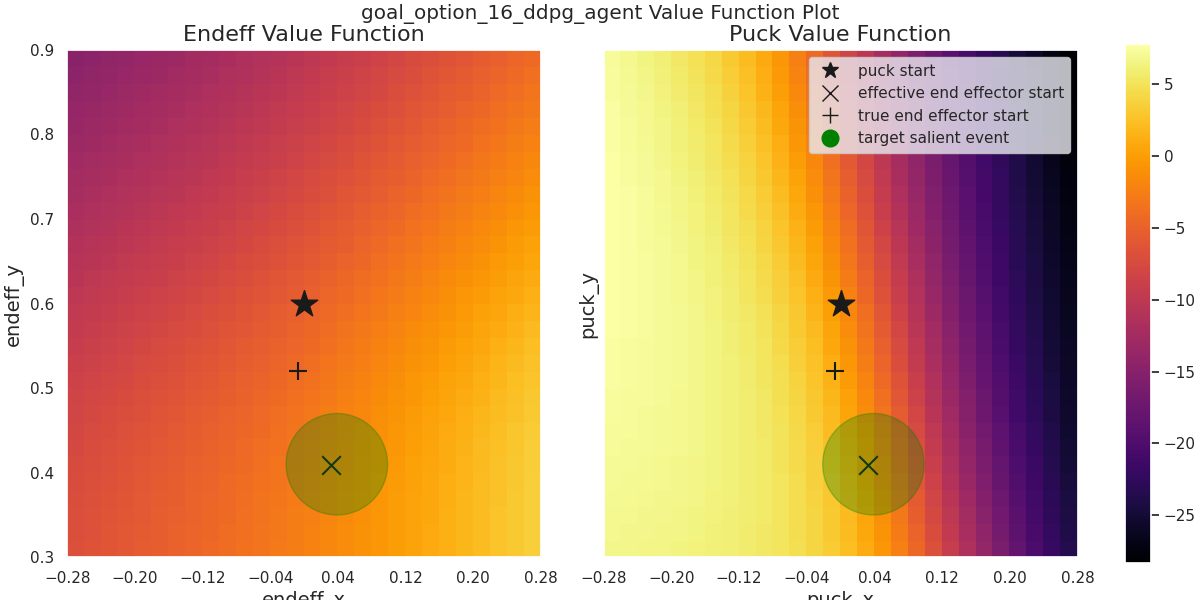 goal_option_16_ddpg_agent Value Function Plot
Endeff Value Function
Puck Value Function
0.9
0.8
0.7
0.6
0.5
0.4
0.3
endeff_y
−0.28 −0.20 −0.12 −0.04 0.04 0.12 0.20 0.28
endeff_x
puck start
effective end effector start
true end effector start
target salient event
puck_y
−0.28 −0.20 −0.12 −0.04 0.04 0.12 0.20 0.28
puck_x
5
0
−5
−10
−15
−20
−25